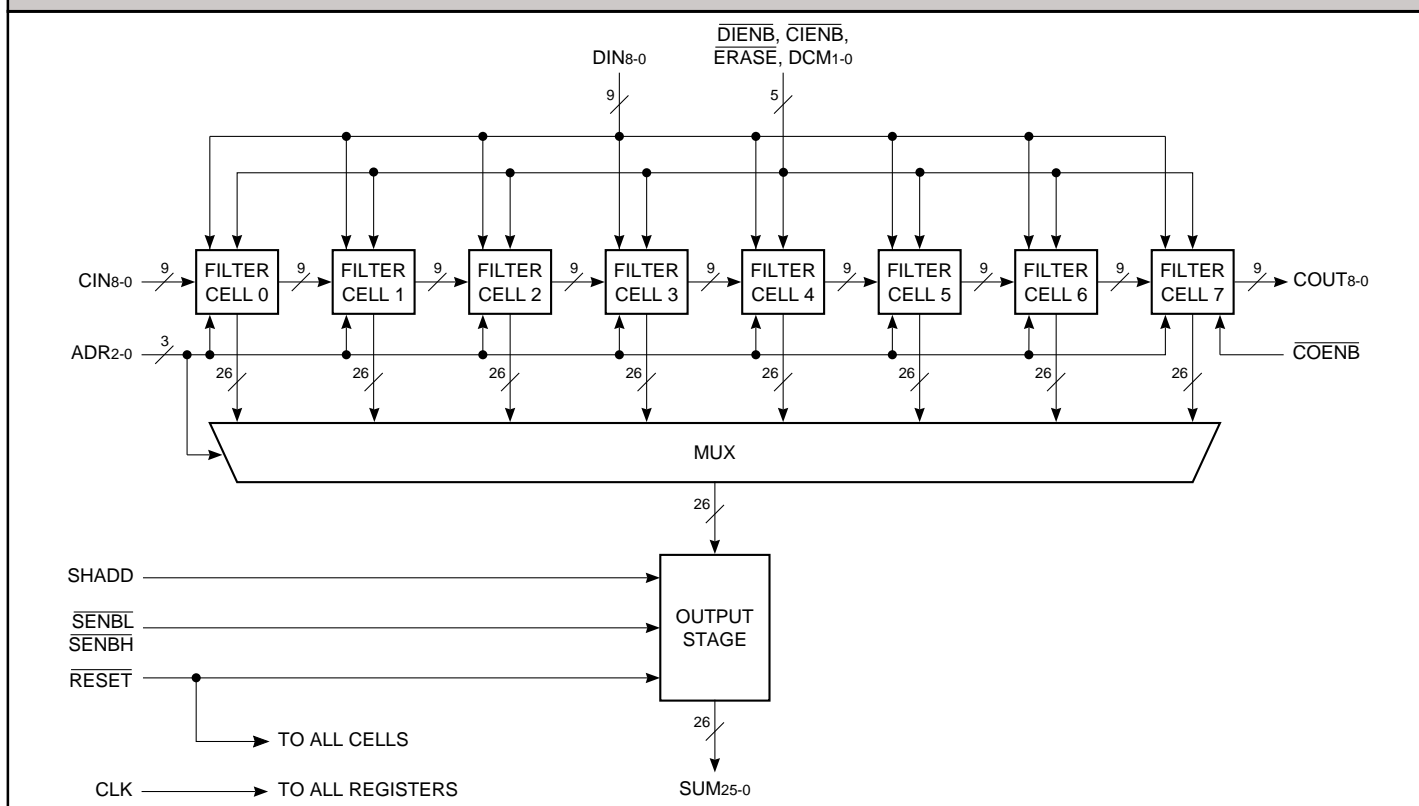 DIENB, CIENB,
DIN8-0 ERASE, DCM1-0
9 5
CIN8-0 9 FILTER CELL 0 9 FILTER CELL 1 9 FILTER CELL 2 9 FILTER CELL 3 9 FILTER CELL 4 9 FILTER CELL 5 9 FILTER CELL 6 9 FILTER CELL 7 9 COUT8-0
ADR2-0 3 COENB
26 26 26 26 26 26 26 26
MUX
26
SHADD
SENBL
SENBH
OUTPUT
STAGE
RESET
26
TO ALL CELLS
CLK TO ALL REGISTERS SUM25-0